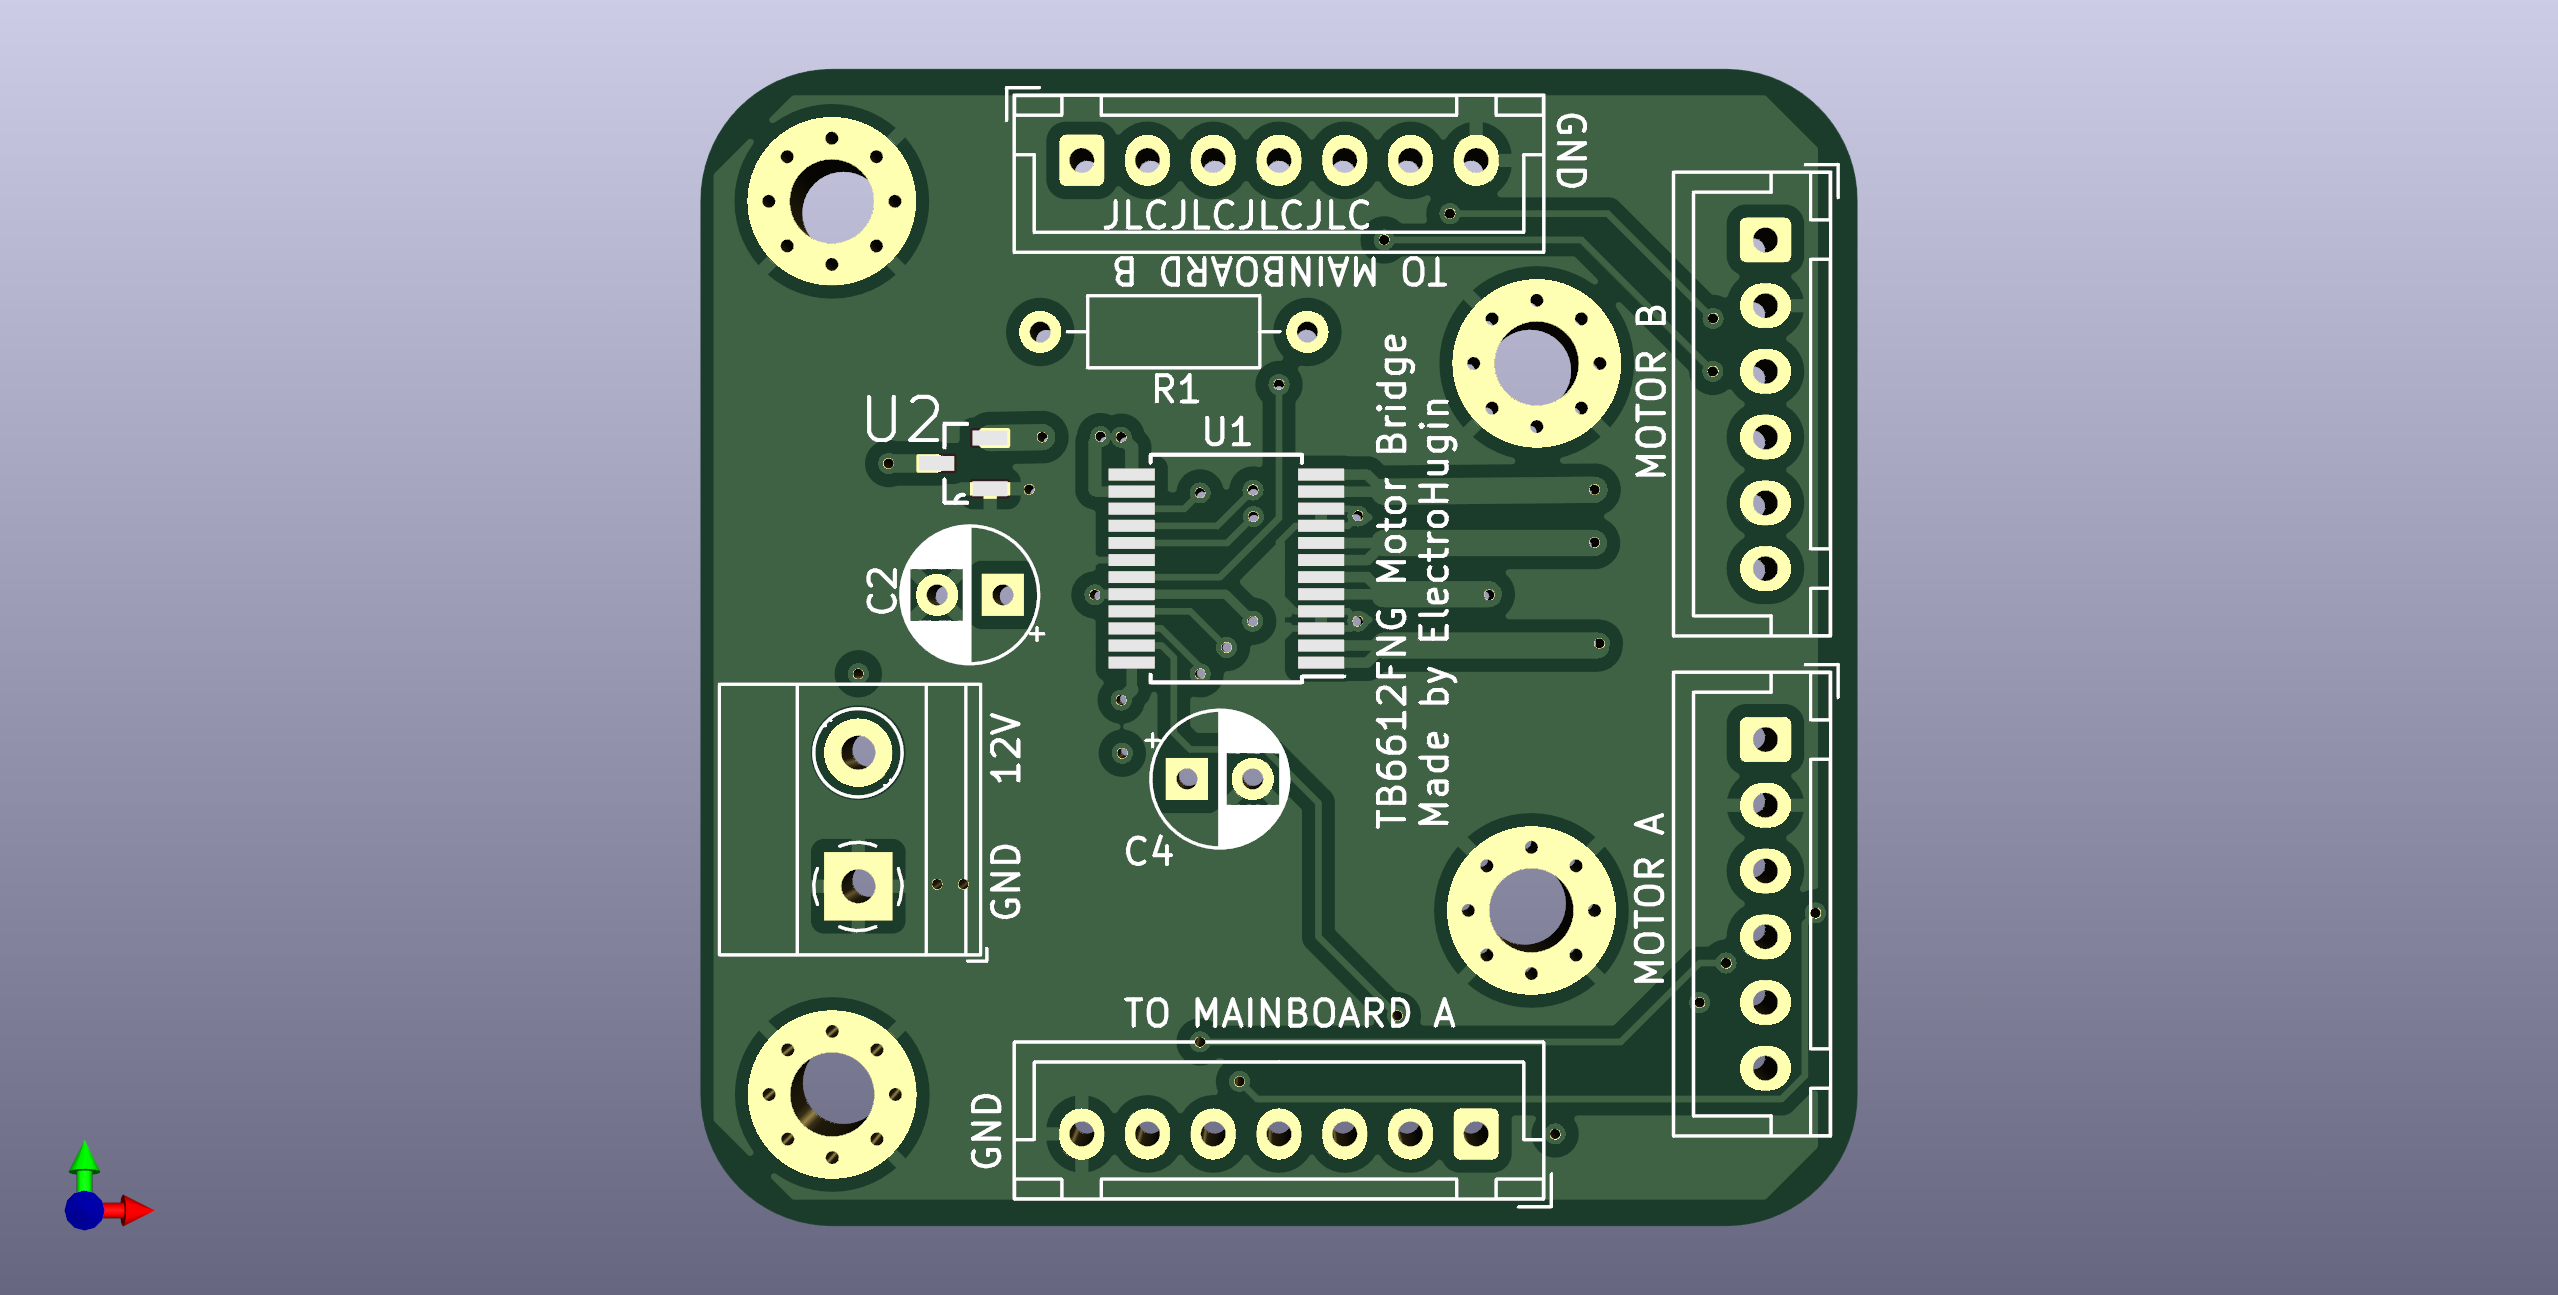 GND
JLCJLCJLCJLC
TO MAINBOARD B
R1
U2
U1
MOTOR B
TB6612FNG Motor Bridge
Made by ElectroHugin
C2
+
12V
+
C4
GND
MOTOR A
TO MAINBOARD A
GND